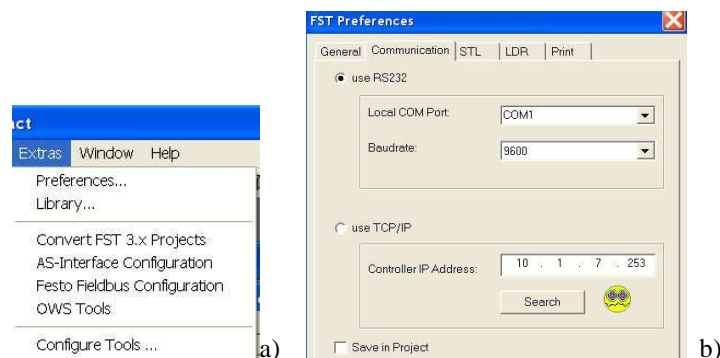 ct
Extras Window Help
Preferences...
Library...
Convert FST 3.x Projects
AS-Interface Configuration
Festo Fieldbus Configuration
OWS Tools
Configure Tools ...
a)
FST Preferences
General Communication STL LDR Print
use RS232
Local COM Port: COM1
Baudrate: 9600
use TCP/IP
Controller IP Address: 10 . 1 . 7 . 253
Search
Save in Project
b)